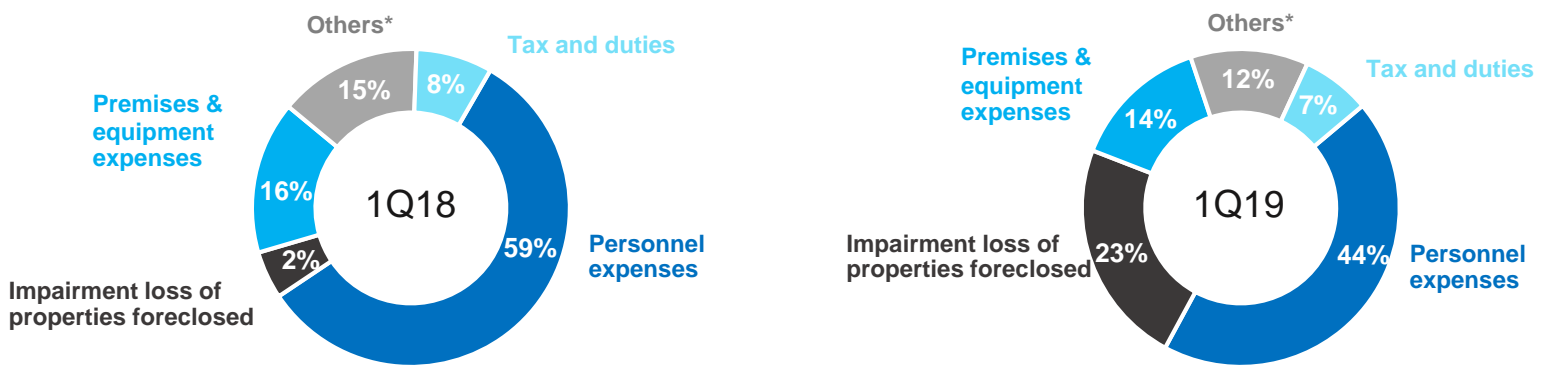 Others*
Tax and duties
15%
8%
Premises &
equipment
expenses
16%
1Q18
2%
59%
Personnel
expenses
Impairment loss of
properties foreclosed
Others*
Premises &
equipment
expenses
Tax and duties
12%
7%
14%
1Q19
Impairment loss of
properties foreclosed
23%
44%
Personnel
expenses